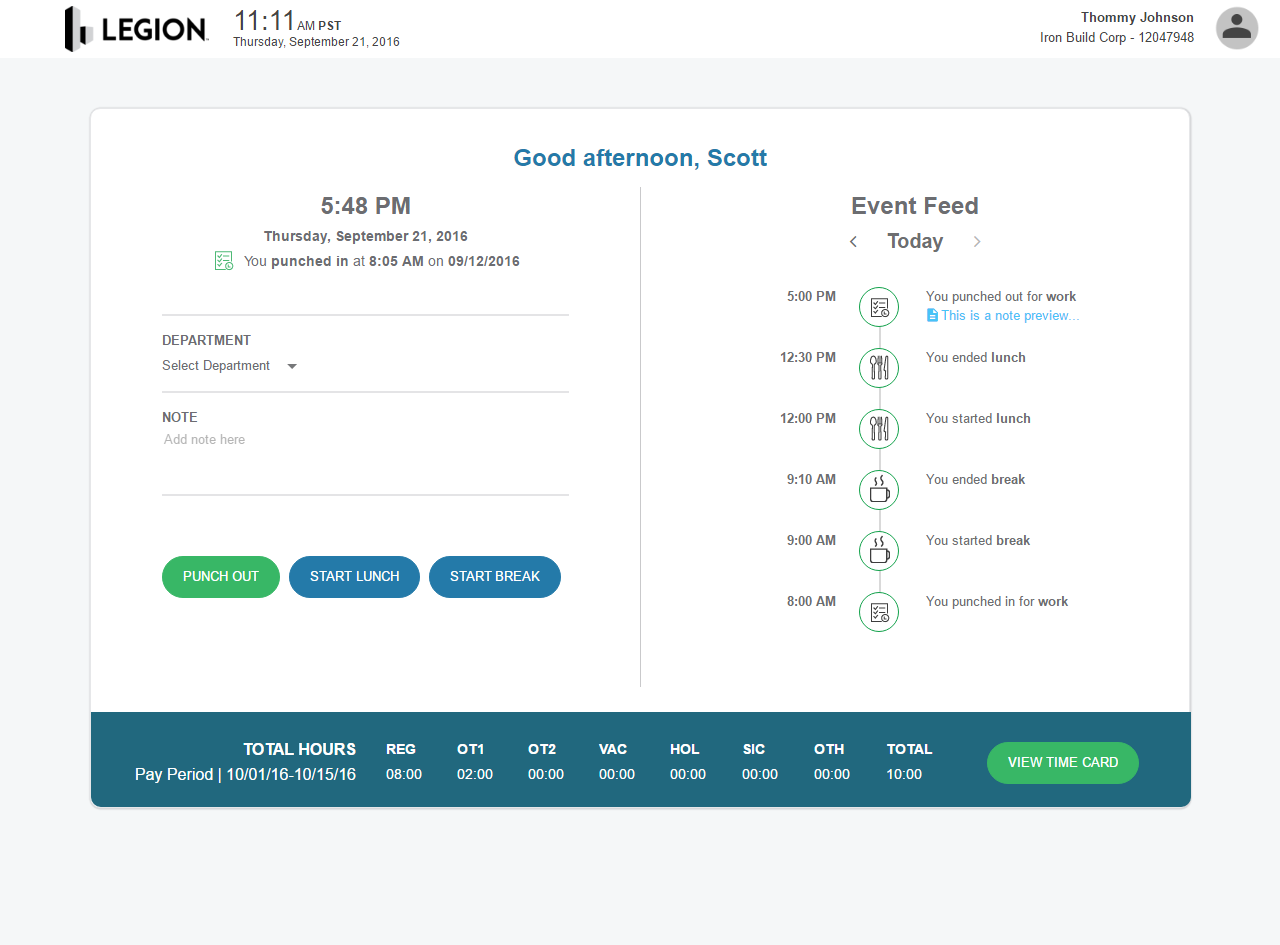 LEGION
11:11 AM PST
Thursday, September 21, 2016
Thommy Johnson
Iron Build Corp - 12047948
Good afternoon, Scott
5:48 PM
Thursday, September 21, 2016
You punched in at 8:05 AM on 09/12/2016
DEPARTMENT
Select Department
NOTE
Add note here
PUNCH OUT START LUNCH START BREAK
Event Feed
Today
5:00 PM You punched out for work
This is a note preview...
12:30 PM You ended lunch
12:00 PM You started lunch
9:10 AM You ended break
9:00 AM You started break
8:00 AM You punched in for work
TOTAL HOURS REG OT1 OT2 VAC HOL SIC OTH TOTAL
Pay Period | 10/01/16-10/15/16 08:00 02:00 00:00 00:00 00:00 00:00 00:00 10:00
VIEW TIME CARD